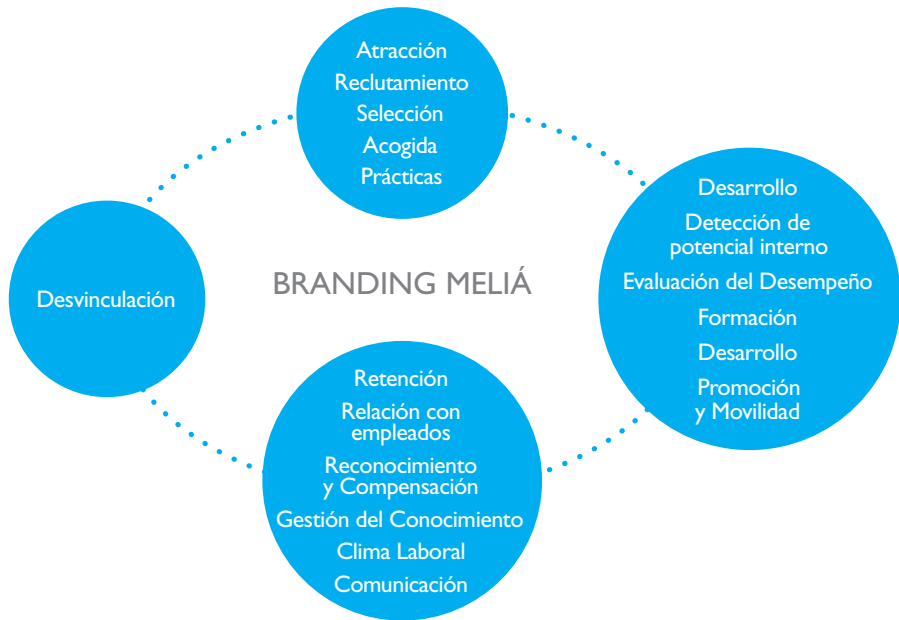 Atracción
Reclutamiento
Selección
Acogida
Prácticas
Desarrollo
Detección de
potencial interno
Evaluación del Desempeño
Formación
Desarrollo
Promoción
y Movilidad
BRANDING MELIÁ
Desvinculación
Retención
Relación con
empleados
Reconocimiento
y Compensación
Gestión del Conocimiento
Clima Laboral
Comunicación